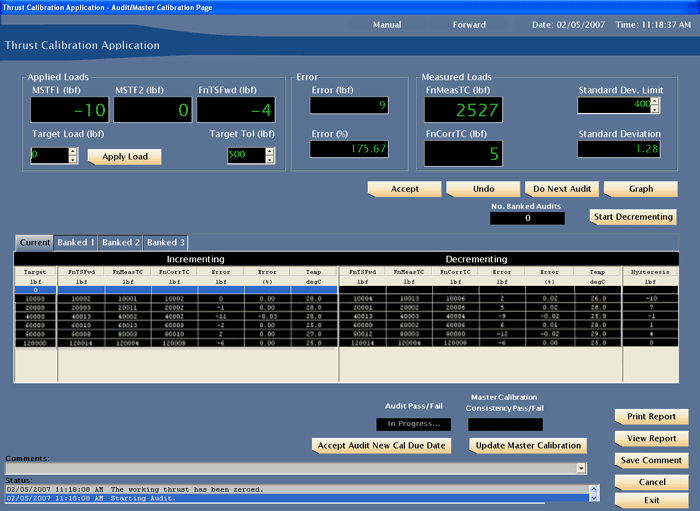 Thrust Calibration Application - Audit/Master Calibration Page
Manual Forward Date: 02/05/2007 Time: 11:18:37 AM
Thrust Calibration Application
Applied Loads
MSTF1 (lbf) MSTF2 (lbf) FnTSFwd (lbf)
-10 0 -4
Target Load (lbf) Target Tol (lbf)
0 Apply Load 500
Error
Error (lbf)
9
Error (%)
175.67
Measured Loads
FnMeasTC (lbf) Standard Dev. Limit
2527 400
FnCorrTC (lbf) Standard Deviation
5 1.28
Accept Undo Do Next Audit Graph
No. Banked Audits
0 Start Decrementing
Current Banked 1 Banked 2 Banked 3
Incrementing Decrementing
Target FnTSFwd FnMeasTC FnCorrTC Error Error Temp FnTSFwd FnMeasTC FnCorrTC Error Error Temp Hysteresis
lbf lbf lbf lbf lbf (%) degC lbf lbf lbf lbf (%) degC lbf
0
10000 10002 10001 10002 0 0.00 28.0 10004 10013 10006 2 0.02 26.0 -10
20000 20003 20011 20002 -1 0.00 28.0 20001 20002 20006 5 0.02 28.0 7
40000 40013 40002 40002 -11 -0.03 28.0 40013 40003 40004 -9 -0.02 -1
60000 60010 60013 60008 -2 0.00 60006 6 0.01 28.0 1
80000 80008 80003 80010 2 0.00 27.0 80012 80003 80000 -12 -0.02 29.0 4
120000 120014 120004 120008 -6 0.00 120014 120004 120008 -6 0.00 0
Audit Pass/Fail
In Progress...
Master Calibration
Consistency Pass/Fail
Accept Audit New Cal Due Date Update Master Calibration
Print Report
View Report
Save Comment
Cancel
Exit
Comments:
Status:
02/05/2007 11:18:08 AM The working thrust has been zeroed.
02/05/2007 11:18:08 AM Starting Audit.